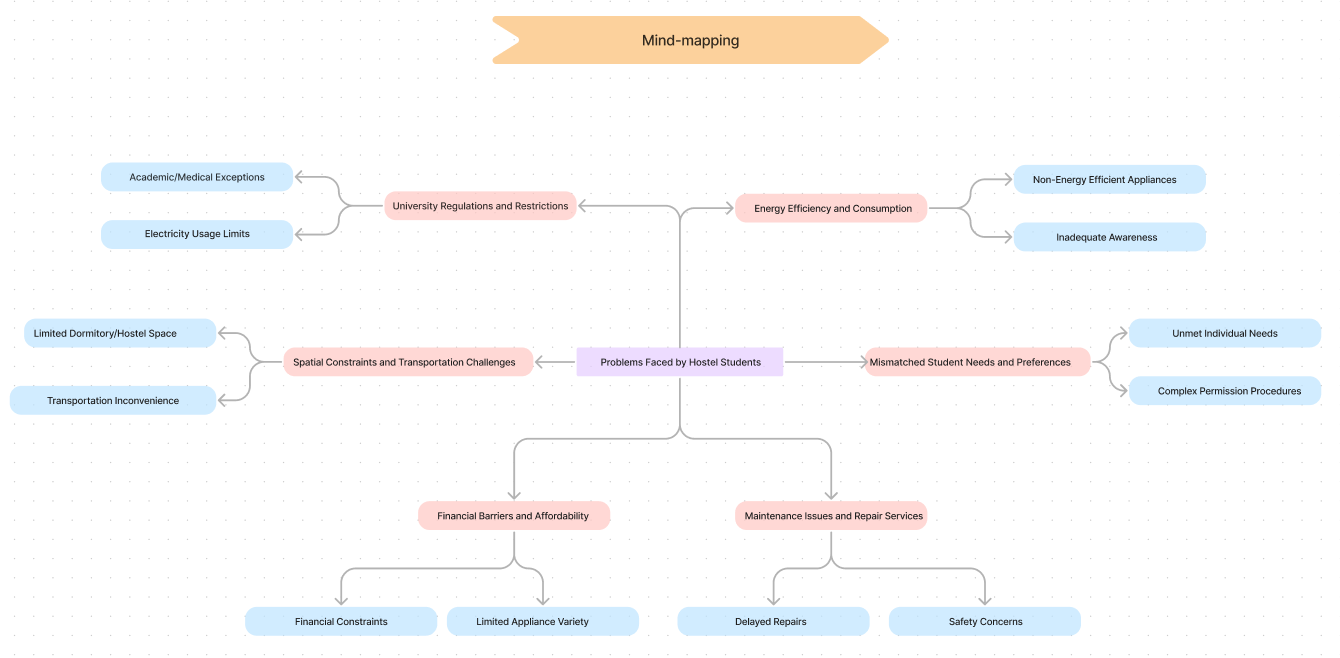 Mind-mapping
Academic/Medical Exceptions
Electricity Usage Limits
University Regulations and Restrictions
Energy Efficiency and Consumption
Non-Energy Efficient Appliances
Inadequate Awareness
Limited Dormitory/Hostel Space
Transportation Inconvenience
Spatial Constraints and Transportation Challenges
Problems Faced by Hostel Students
Mismatched Student Needs and Preferences
Unmet Individual Needs
Complex Permission Procedures
Financial Barriers and Affordability
Maintenance Issues and Repair Services
Financial Constraints
Limited Appliance Variety
Delayed Repairs
Safety Concerns